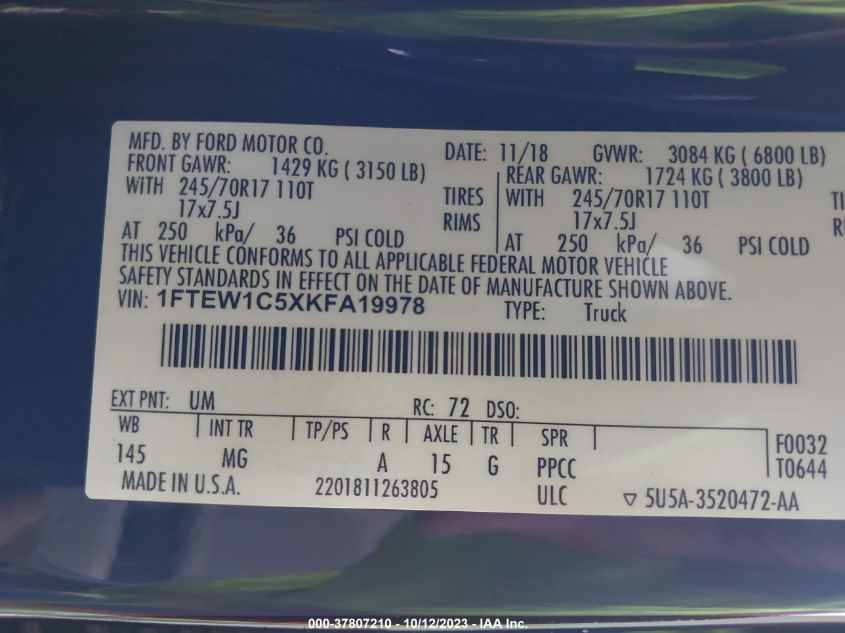 MFD. BY FORD MOTOR CO. DATE: 11/18 GVWR: 3084 KG ( 6800 LB)
FRONT GAWR: 1429 KG ( 3150 LB) REAR GAWR: 1724 KG ( 3800 LB)
WITH 245/70R17 110T TIRES WITH 245/70R17 110T
17x7.5J RIMS 17x7.5J
AT 250 kPa/ 36 PSI COLD AT 250 kPa/ 36 PSI COLD
THIS VEHICLE CONFORMS TO ALL APPLICABLE FEDERAL MOTOR VEHICLE
SAFETY STANDARDS IN EFFECT ON THE DATE OF MANUFACTURE SHOWN ABOVE.
VIN: 1FTEW1C5XKFA19978 TYPE: Truck
EXT PNT: UM RC: 72 DSO:
WB INT TR TP/PS R AXLE TR SPR F0032
145 MG A 15 G PPCC T0644
MADE IN U.S.A. 2201811263805 ULC ▽ 5U5A-3520472-AA
000-37807210 - 10/12/2023 - IAA Inc.